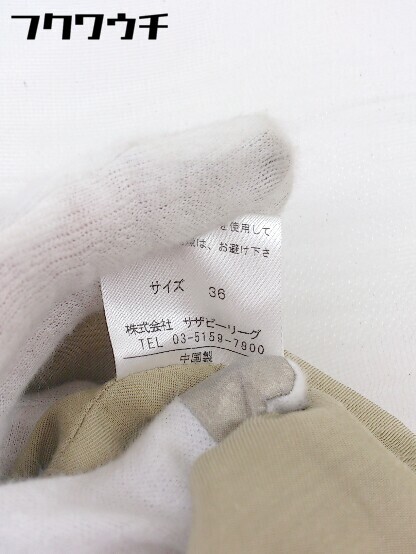 フクワウチ
を使用して
は、お避け下さ
サイズ 36
株式会社 サザビーリーグ
TEL 03-5159-7900
中国製